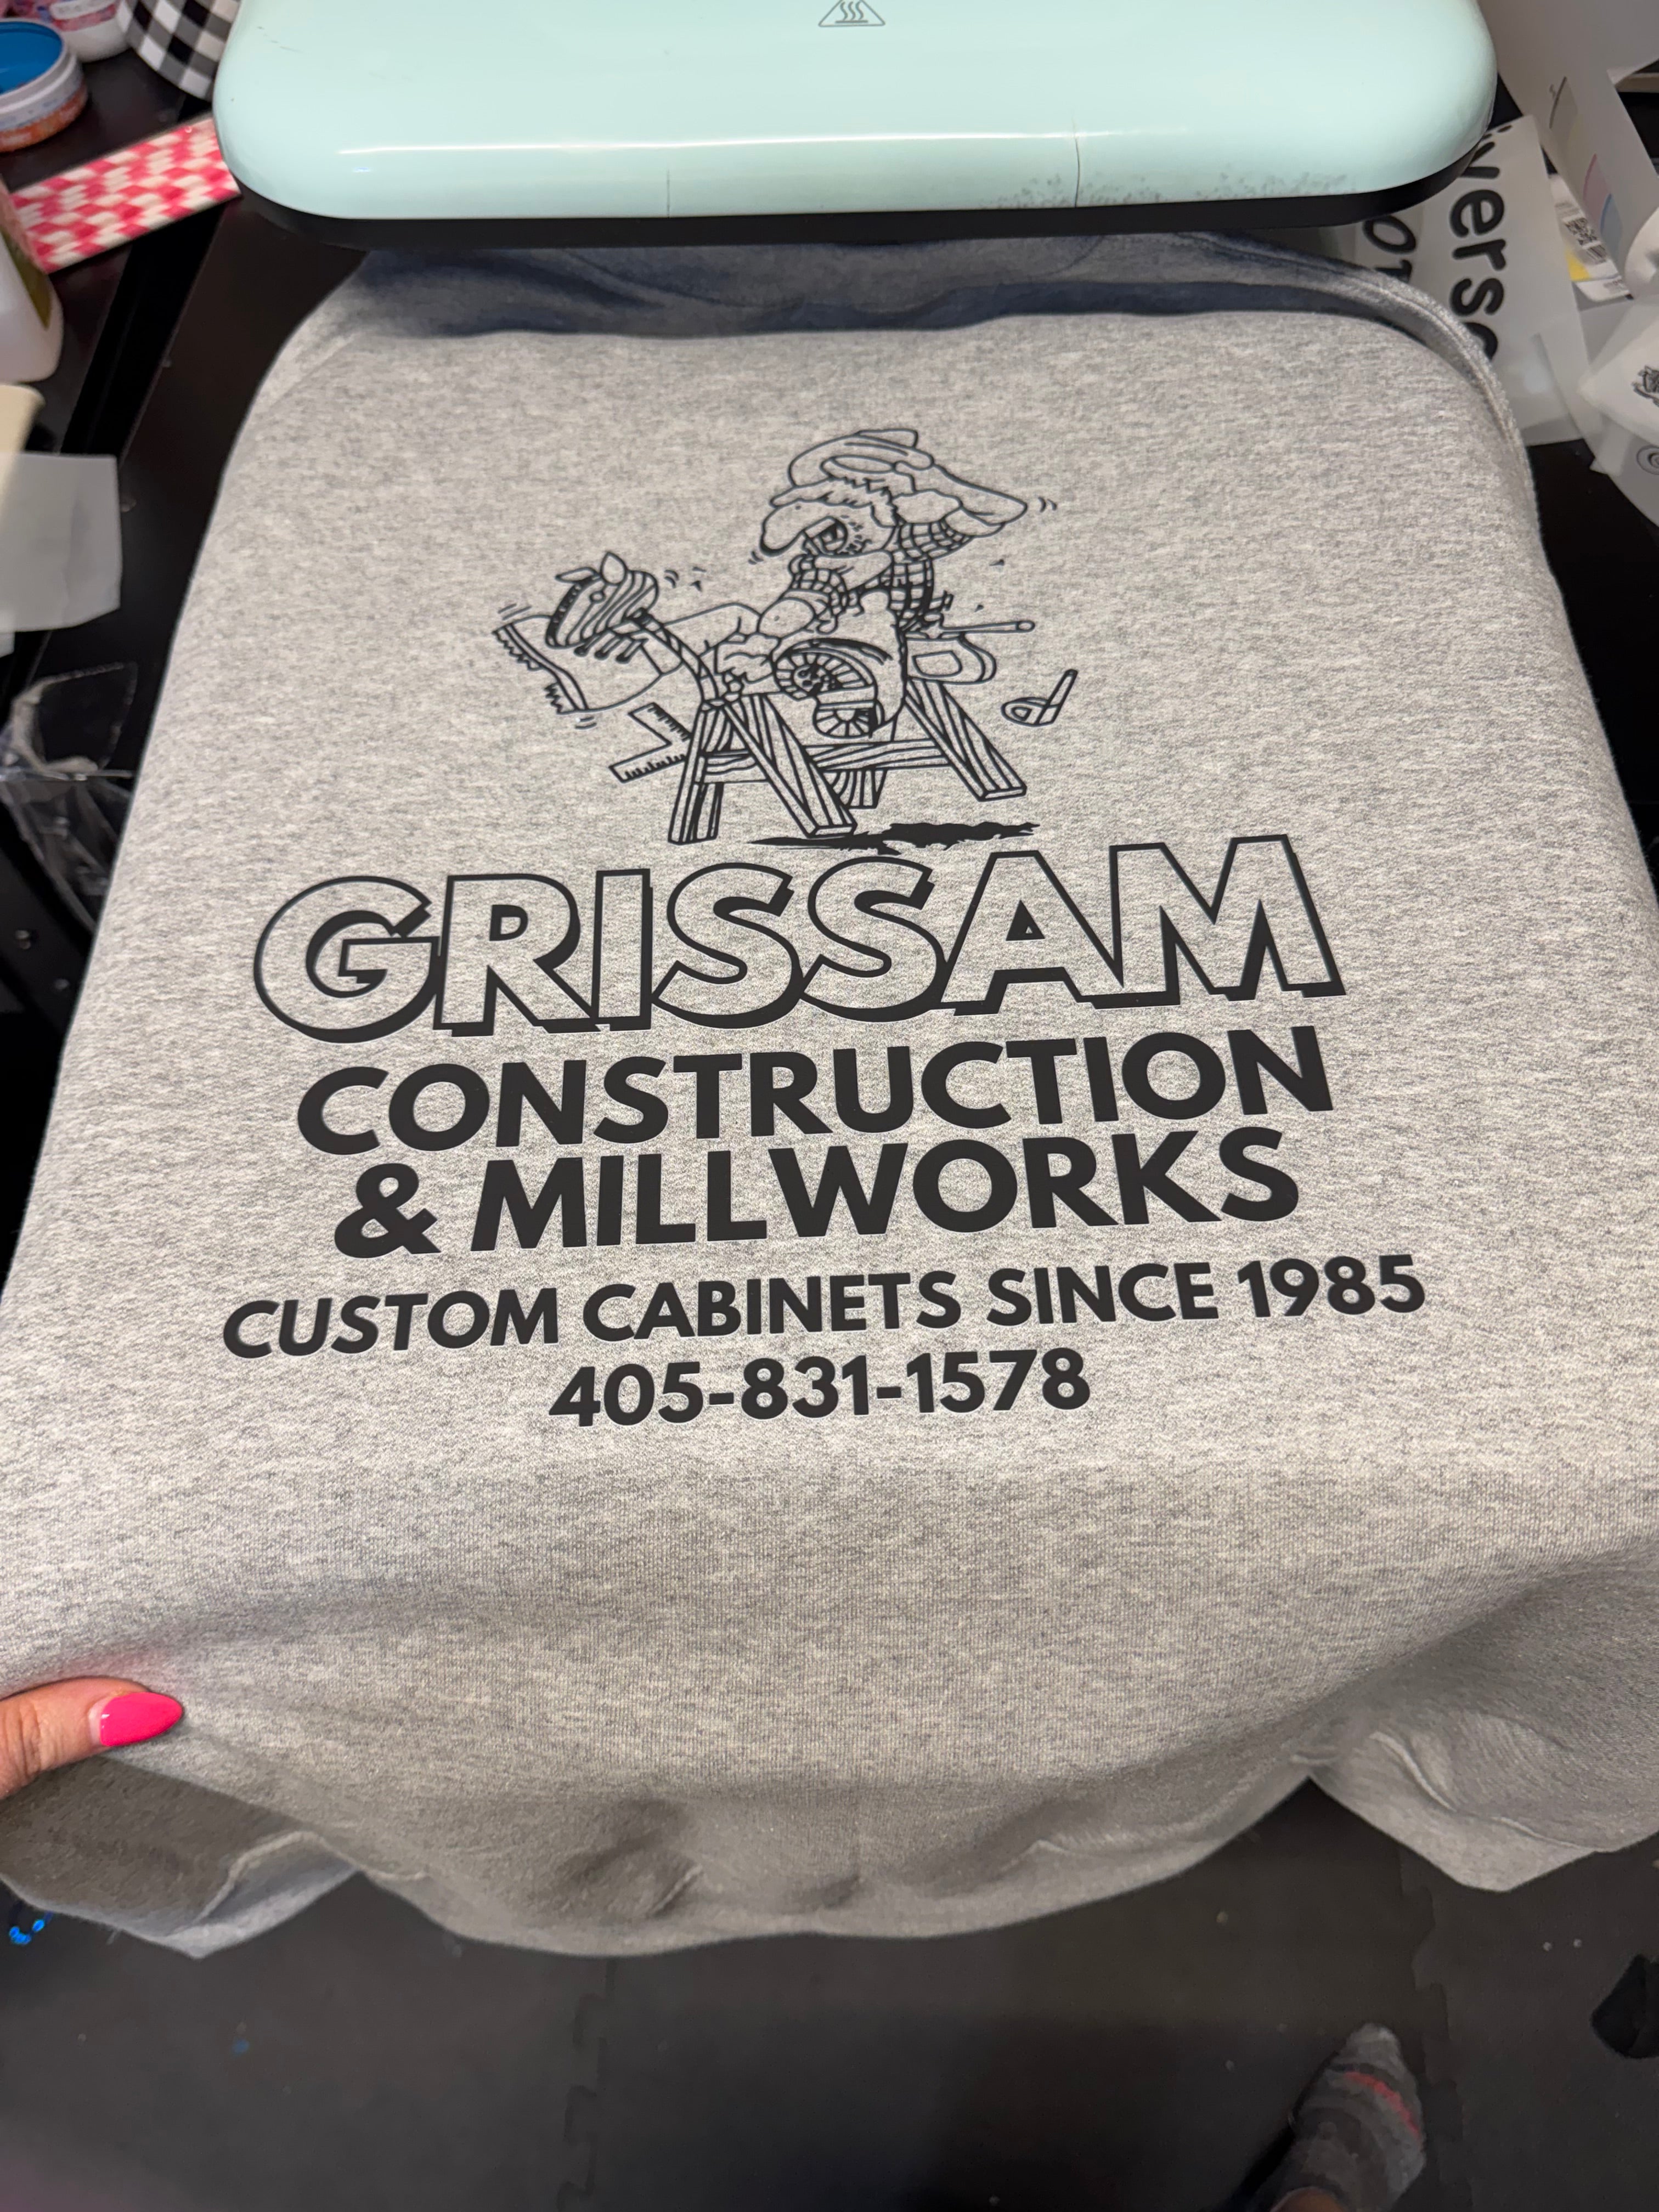 GRISSAM
CONSTRUCTION
& MILLWORKS
CUSTOM CABINETS SINCE 1985
405-831-1578